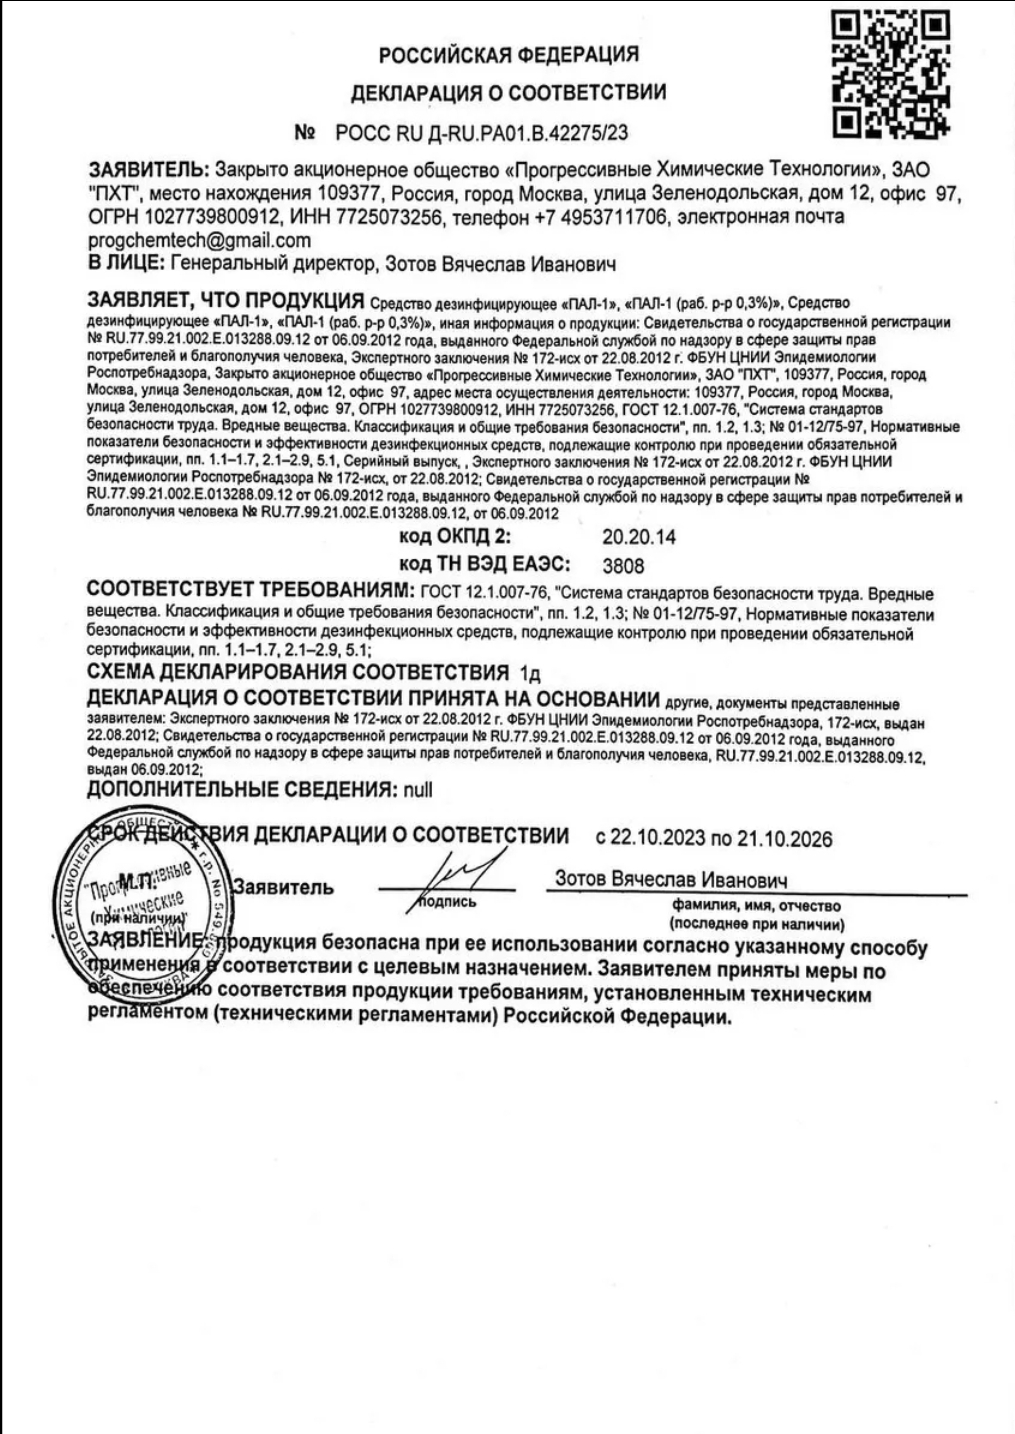 РОССИЙСКАЯ ФЕДЕРАЦИЯ
ДЕКЛАРАЦИЯ О СООТВЕТСТВИИ
№ РОСС RU Д-RU.РА01.В.42275/23
ЗАЯВИТЕЛЬ: Закрыто акционерное общество «Прогрессивные Химические Технологии», ЗАО
"ПХТ", место нахождения 109377, Россия, город Москва, улица Зеленодольская, дом 12, офис 97,
ОГРН 1027739800912, ИНН 7725073256, телефон +7 4953711706, электронная почта
progchemtech@gmail.com
В ЛИЦЕ: Генеральный директор, Зотов Вячеслав Иванович
ЗАЯВЛЯЕТ, ЧТО ПРОДУКЦИЯ Средство дезинфицирующее «ПАЛ-1», «ПАЛ-1 (раб. р-р 0,3%)», Средство
дезинфицирующее «ПАЛ-1», «ПАЛ-1 (раб. р-р 0,3%)», иная информация о продукции: Свидетельства о государственной регистрации
№ RU.77.99.21.002.Е.013288.09.12 от 06.09.2012 года, выданного Федеральной службой по надзору в сфере защиты прав
потребителей и благополучия человека, Экспертного заключения № 172-исх от 22.08.2012 г. ФБУН ЦНИИ Эпидемиологии
Роспотребнадзора, Закрыто акционерное общество «Прогрессивные Химические Технологии», ЗАО "ПХТ", 109377, Россия, город
Москва, улица Зеленодольская, дом 12, офис 97, адрес места осуществления деятельности: 109377, Россия, город Москва,
улица Зеленодольская, дом 12, офис 97, ОГРН 1027739800912, ИНН 7725073256, ГОСТ 12.1.007-76, "Система стандартов
безопасности труда. Вредные вещества. Классификация и общие требования безопасности", пп. 1.2, 1.3; № 01-12/75-97, Нормативные
показатели безопасности и эффективности дезинфекционных средств, подлежащие контролю при проведении обязательной
сертификации, пп. 1.1–1.7, 2.1–2.9, 5.1, Серийный выпуск, , Экспертного заключения № 172-исх от 22.08.2012 г. ФБУН ЦНИИ
Эпидемиологии Роспотребнадзора № 172-исх, от 22.08.2012; Свидетельства о государственной регистрации №
RU.77.99.21.002.Е.013288.09.12 от 06.09.2012 года, выданного Федеральной службой по надзору в сфере защиты прав потребителей и
благополучия человека № RU.77.99.21.002.Е.013288.09.12, от 06.09.2012
код ОКПД 2: 20.20.14
код ТН ВЭД ЕАЭС: 3808
СООТВЕТСТВУЕТ ТРЕБОВАНИЯМ: ГОСТ 12.1.007-76, "Система стандартов безопасности труда. Вредные
вещества. Классификация и общие требования безопасности", пп. 1.2, 1.3; № 01-12/75-97, Нормативные показатели
безопасности и эффективности дезинфекционных средств, подлежащие контролю при проведении обязательной
сертификации, пп. 1.1–1.7, 2.1–2.9, 5.1;
СХЕМА ДЕКЛАРИРОВАНИЯ СООТВЕТСТВИЯ 1д
ДЕКЛАРАЦИЯ О СООТВЕТСТВИИ ПРИНЯТА НА ОСНОВАНИИ другие, документы представленные
заявителем: Экспертного заключения № 172-исх от 22.08.2012 г. ФБУН ЦНИИ Эпидемиологии Роспотребнадзора, 172-исх, выдан
22.08.2012; Свидетельства о государственной регистрации № RU.77.99.21.002.Е.013288.09.12 от 06.09.2012 года, выданного
Федеральной службой по надзору в сфере защиты прав потребителей и благополучия человека, RU.77.99.21.002.Е.013288.09.12,
выдан 06.09.2012;
ДОПОЛНИТЕЛЬНЫЕ СВЕДЕНИЯ: null
СРОК ДЕЙСТВИЯ ДЕКЛАРАЦИИ О СООТВЕТСТВИИ с 22.10.2023 по 21.10.2026
М.П. Заявитель Зотов Вячеслав Иванович
(при наличии) подпись фамилия, имя, отчество
(последнее при наличии)
ЗАЯВЛЕНИЕ: продукция безопасна при ее использовании согласно указанному способу
применения в соответствии с целевым назначением. Заявителем приняты меры по
обеспечению соответствия продукции требованиям, установленным техническим
регламентом (техническими регламентами) Российской Федерации.